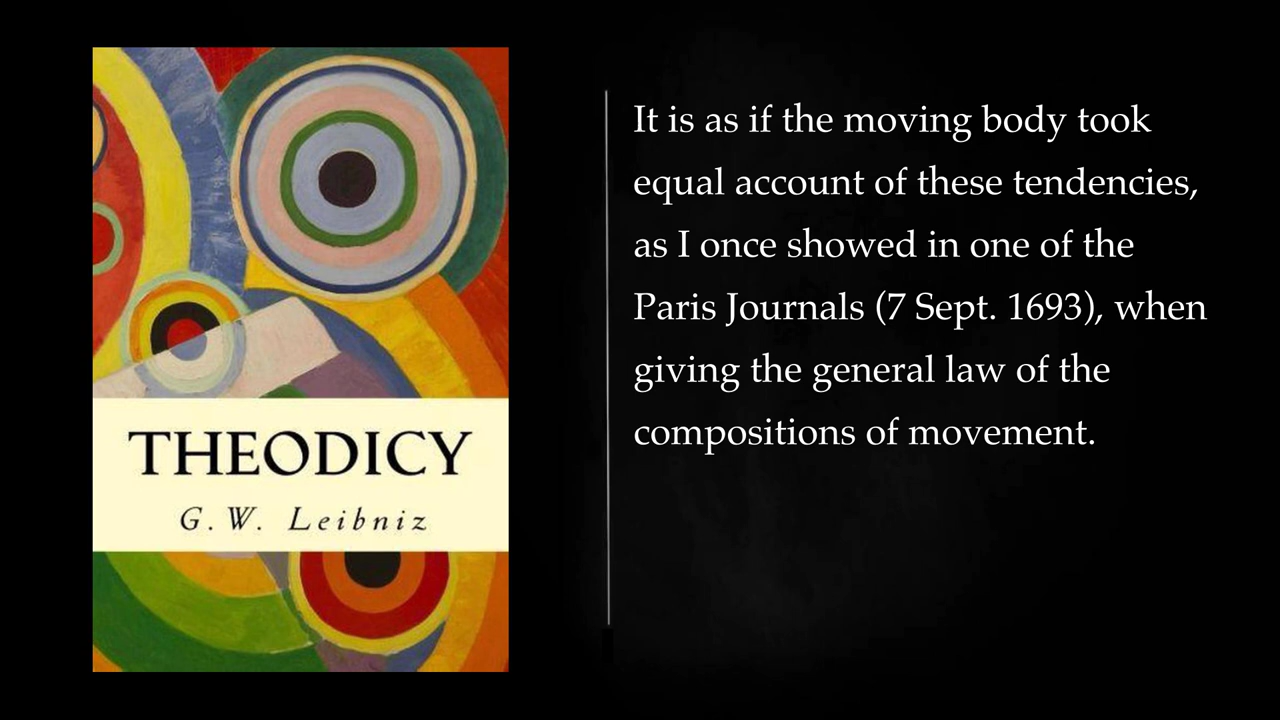 THEODICY
G.W. Leibniz
It is as if the moving body took
equal account of these tendencies,
as I once showed in one of the
Paris Journals (7 Sept. 1693), when
giving the general law of the
compositions of movement.